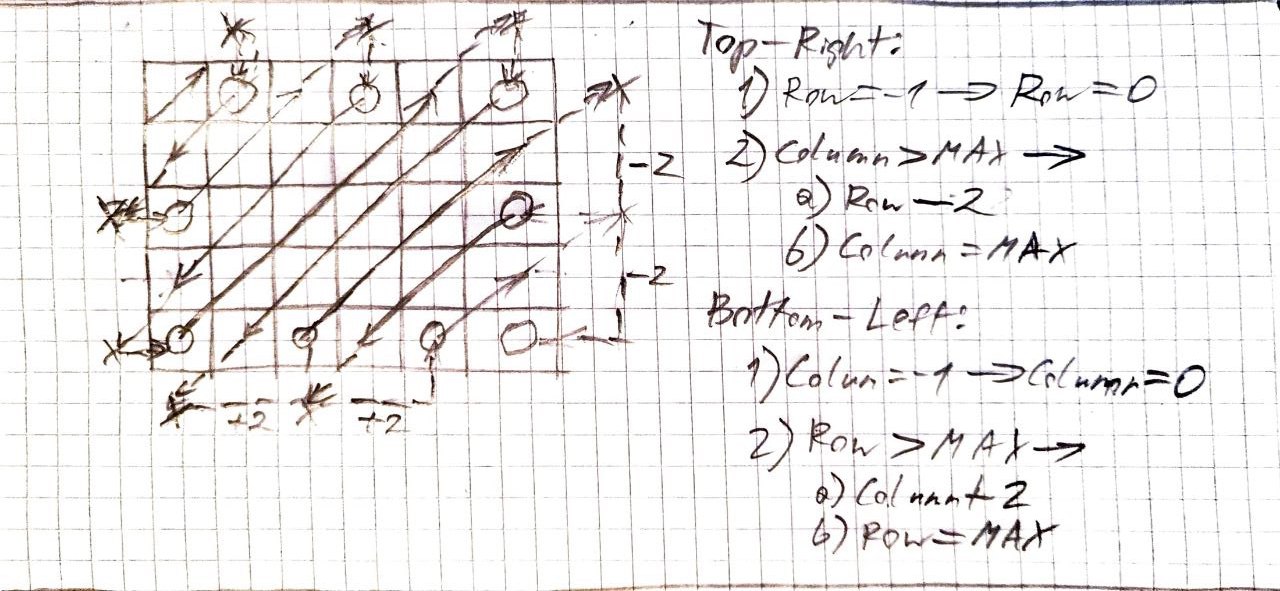 Top-Right:
1) Row=-1 → Row=0
2) Column>MAX →
a) Row-2
б) Column=MAX
Bottom-Left:
1) Colun=-1 → Column=0
2) Row>MAX →
a) Column+2
б) Row=MAX
-2
-2
+2 +2